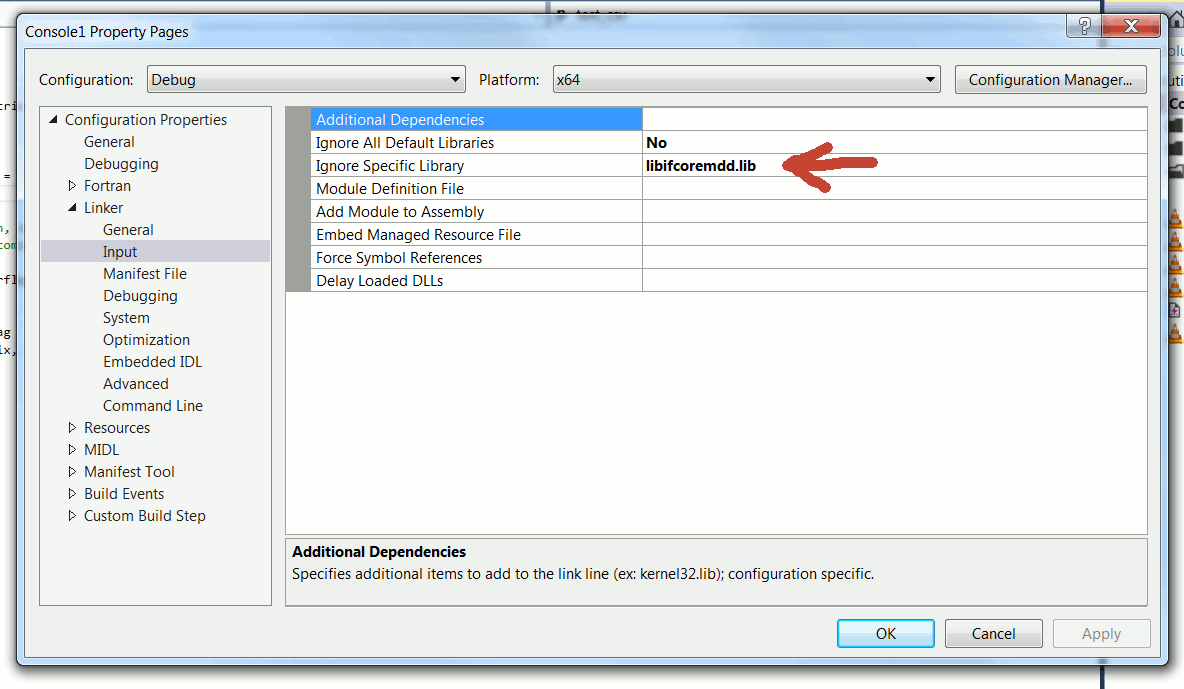 Console1 Property Pages
Configuration: Debug Platform: x64 Configuration Manager...
Configuration Properties
General
Debugging
Fortran
Linker
General
Input
Manifest File
Debugging
System
Optimization
Embedded IDL
Advanced
Command Line
Resources
MIDL
Manifest Tool
Build Events
Custom Build Step
Additional Dependencies
Ignore All Default Libraries No
Ignore Specific Library libifcoremdd.lib
Module Definition File
Add Module to Assembly
Embed Managed Resource File
Force Symbol References
Delay Loaded DLLs
Additional Dependencies
Specifies additional items to add to the link line (ex: kernel32.lib); configuration specific.
OK Cancel Apply